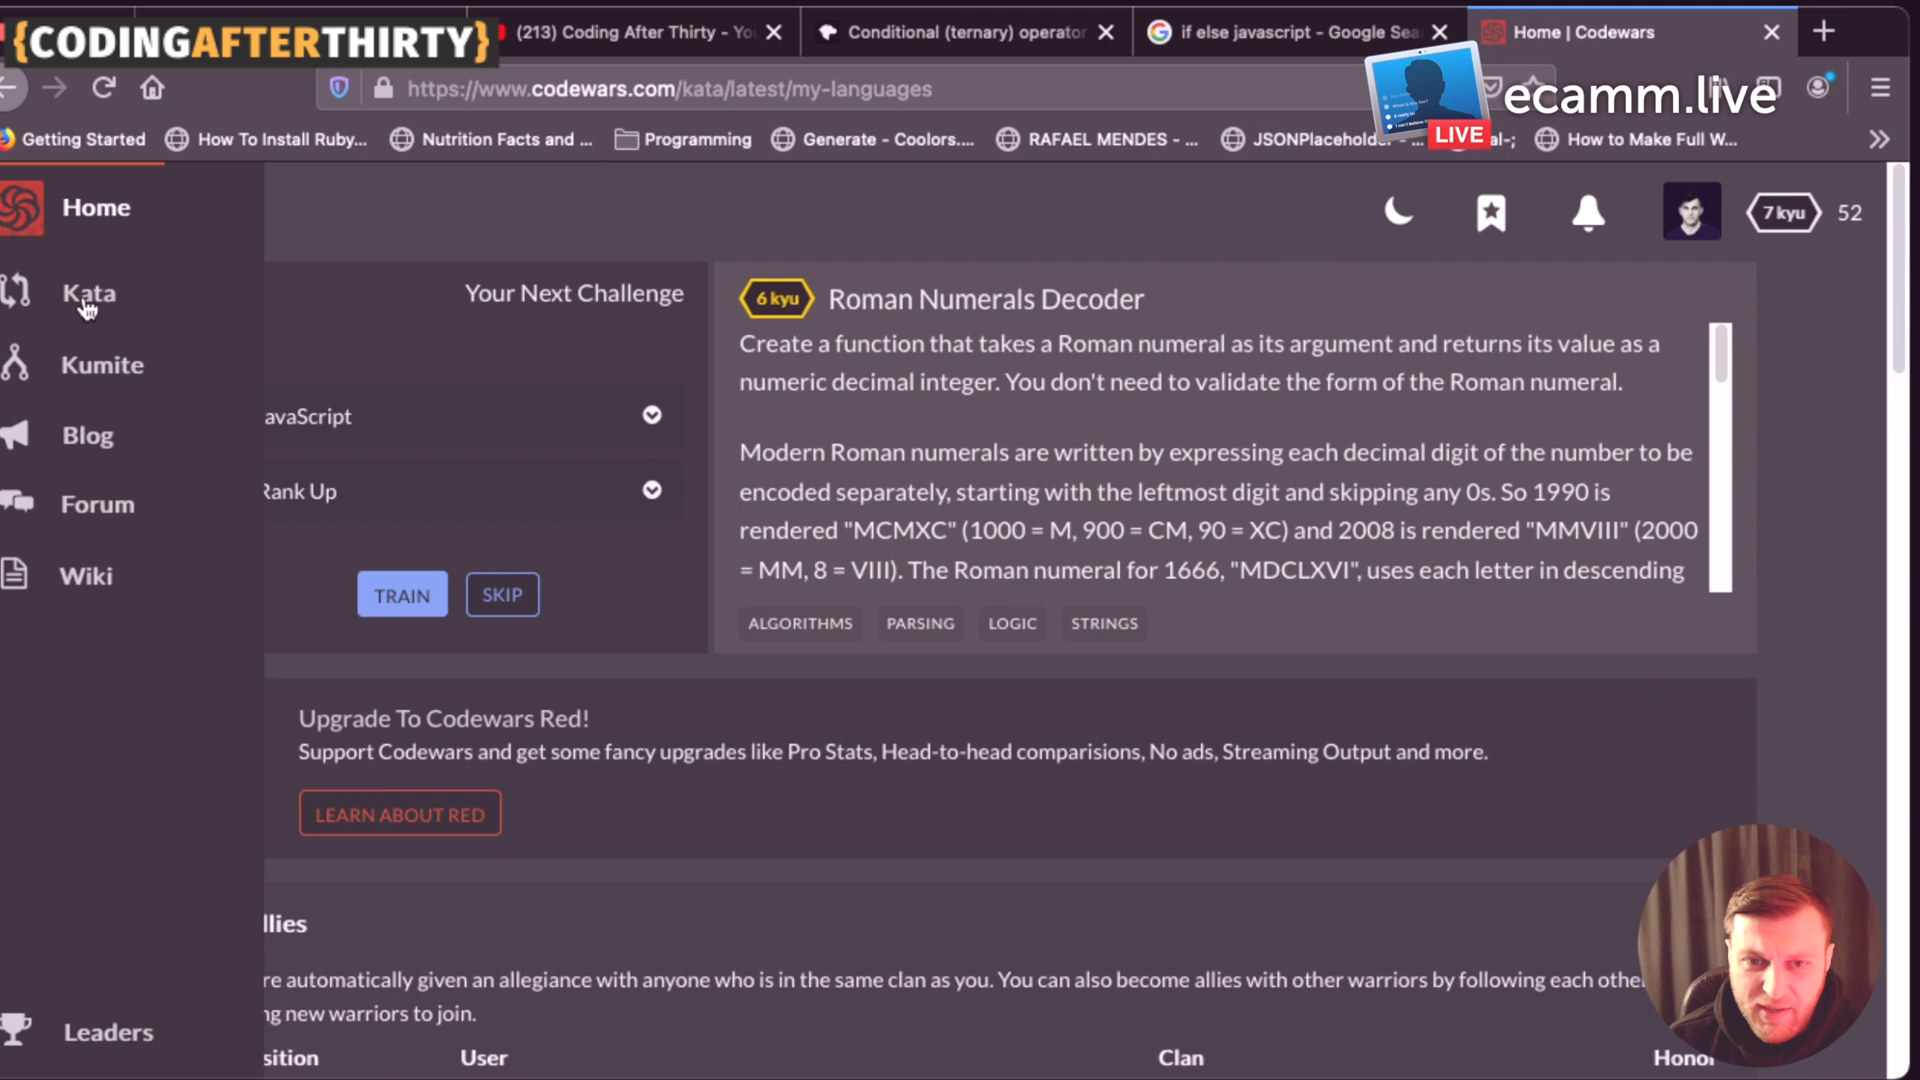 {CODINGAFTERTHIRTY}
(213) Coding After Thirty - Yo
Conditional (ternary) operator
if else javascript - Google Sea
Home | Codewars
https://www.codewars.com/kata/latest/my-languages
ecamm.live
LIVE
Getting Started
How To Install Ruby...
Nutrition Facts and ...
Programming
Generate - Coolors....
RAFAEL MENDES - ...
JSONPlaceholder - ...
al-;
How to Make Full W...
Home
Kata
Kumite
Blog
Forum
Wiki
Leaders
7 kyu
52
Your Next Challenge
avaScript
Rank Up
TRAIN
SKIP
6 kyu
Roman Numerals Decoder
Create a function that takes a Roman numeral as its argument and returns its value as a
numeric decimal integer. You don't need to validate the form of the Roman numeral.
Modern Roman numerals are written by expressing each decimal digit of the number to be
encoded separately, starting with the leftmost digit and skipping any 0s. So 1990 is
rendered "MCMXC" (1000 = M, 900 = CM, 90 = XC) and 2008 is rendered "MMVIII" (2000
= MM, 8 = VIII). The Roman numeral for 1666, "MDCLXVI", uses each letter in descending
ALGORITHMS
PARSING
LOGIC
STRINGS
Upgrade To Codewars Red!
Support Codewars and get some fancy upgrades like Pro Stats, Head-to-head comparisions, No ads, Streaming Output and more.
LEARN ABOUT RED
llies
re automatically given an allegiance with anyone who is in the same clan as you. You can also become allies with other warriors by following each othe
ng new warriors to join.
sition
User
Clan
Honor